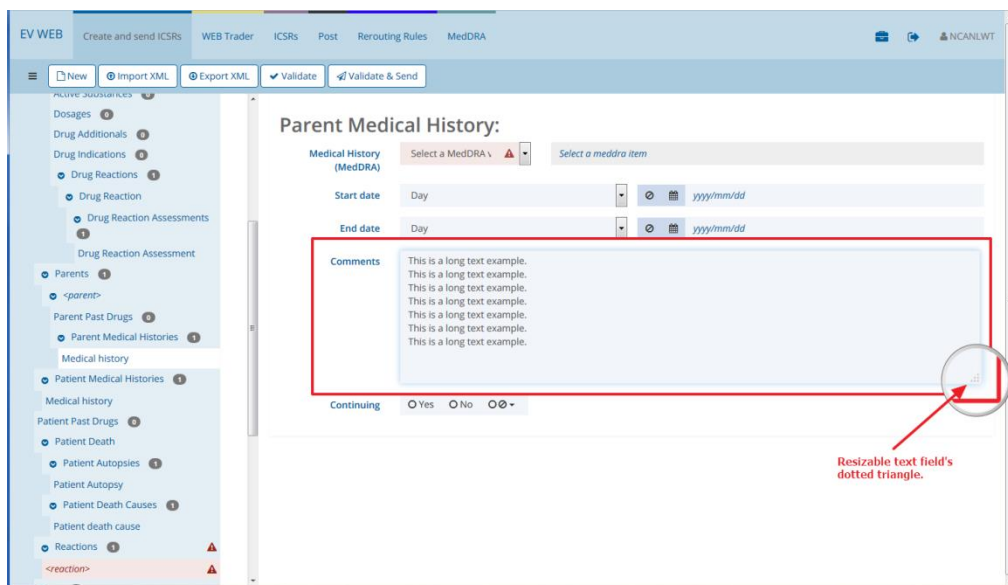 EV WEB
Create and send ICSRs
WEB Trader
ICSRs
Post
Rerouting Rules
MedDRA
NCANLWT
New
Import XML
Export XML
Validate
Validate & Send
Active Substances 0
Dosages 0
Drug Additionals 0
Drug Indications 0
Drug Reactions 1
Drug Reaction
Drug Reaction Assessments
1
Drug Reaction Assessment
Parents 1
<parent>
Parent Past Drugs 0
Parent Medical Histories 1
Medical history
Patient Medical Histories 1
Medical history
Patient Past Drugs 0
Patient Death
Patient Autopsies 1
Patient Autopsy
Patient Death Causes 1
Patient death cause
Reactions 1
<reaction>
Parent Medical History:
Medical History
(MedDRA)
Select a MedDRA
Select a meddra item
Start date
Day
yyyy/mm/dd
End date
Day
yyyy/mm/dd
Comments
This is a long text example.
This is a long text example.
This is a long text example.
This is a long text example.
This is a long text example.
This is a long text example.
This is a long text example.
Continuing
Yes
No
Resizable text field's
dotted triangle.